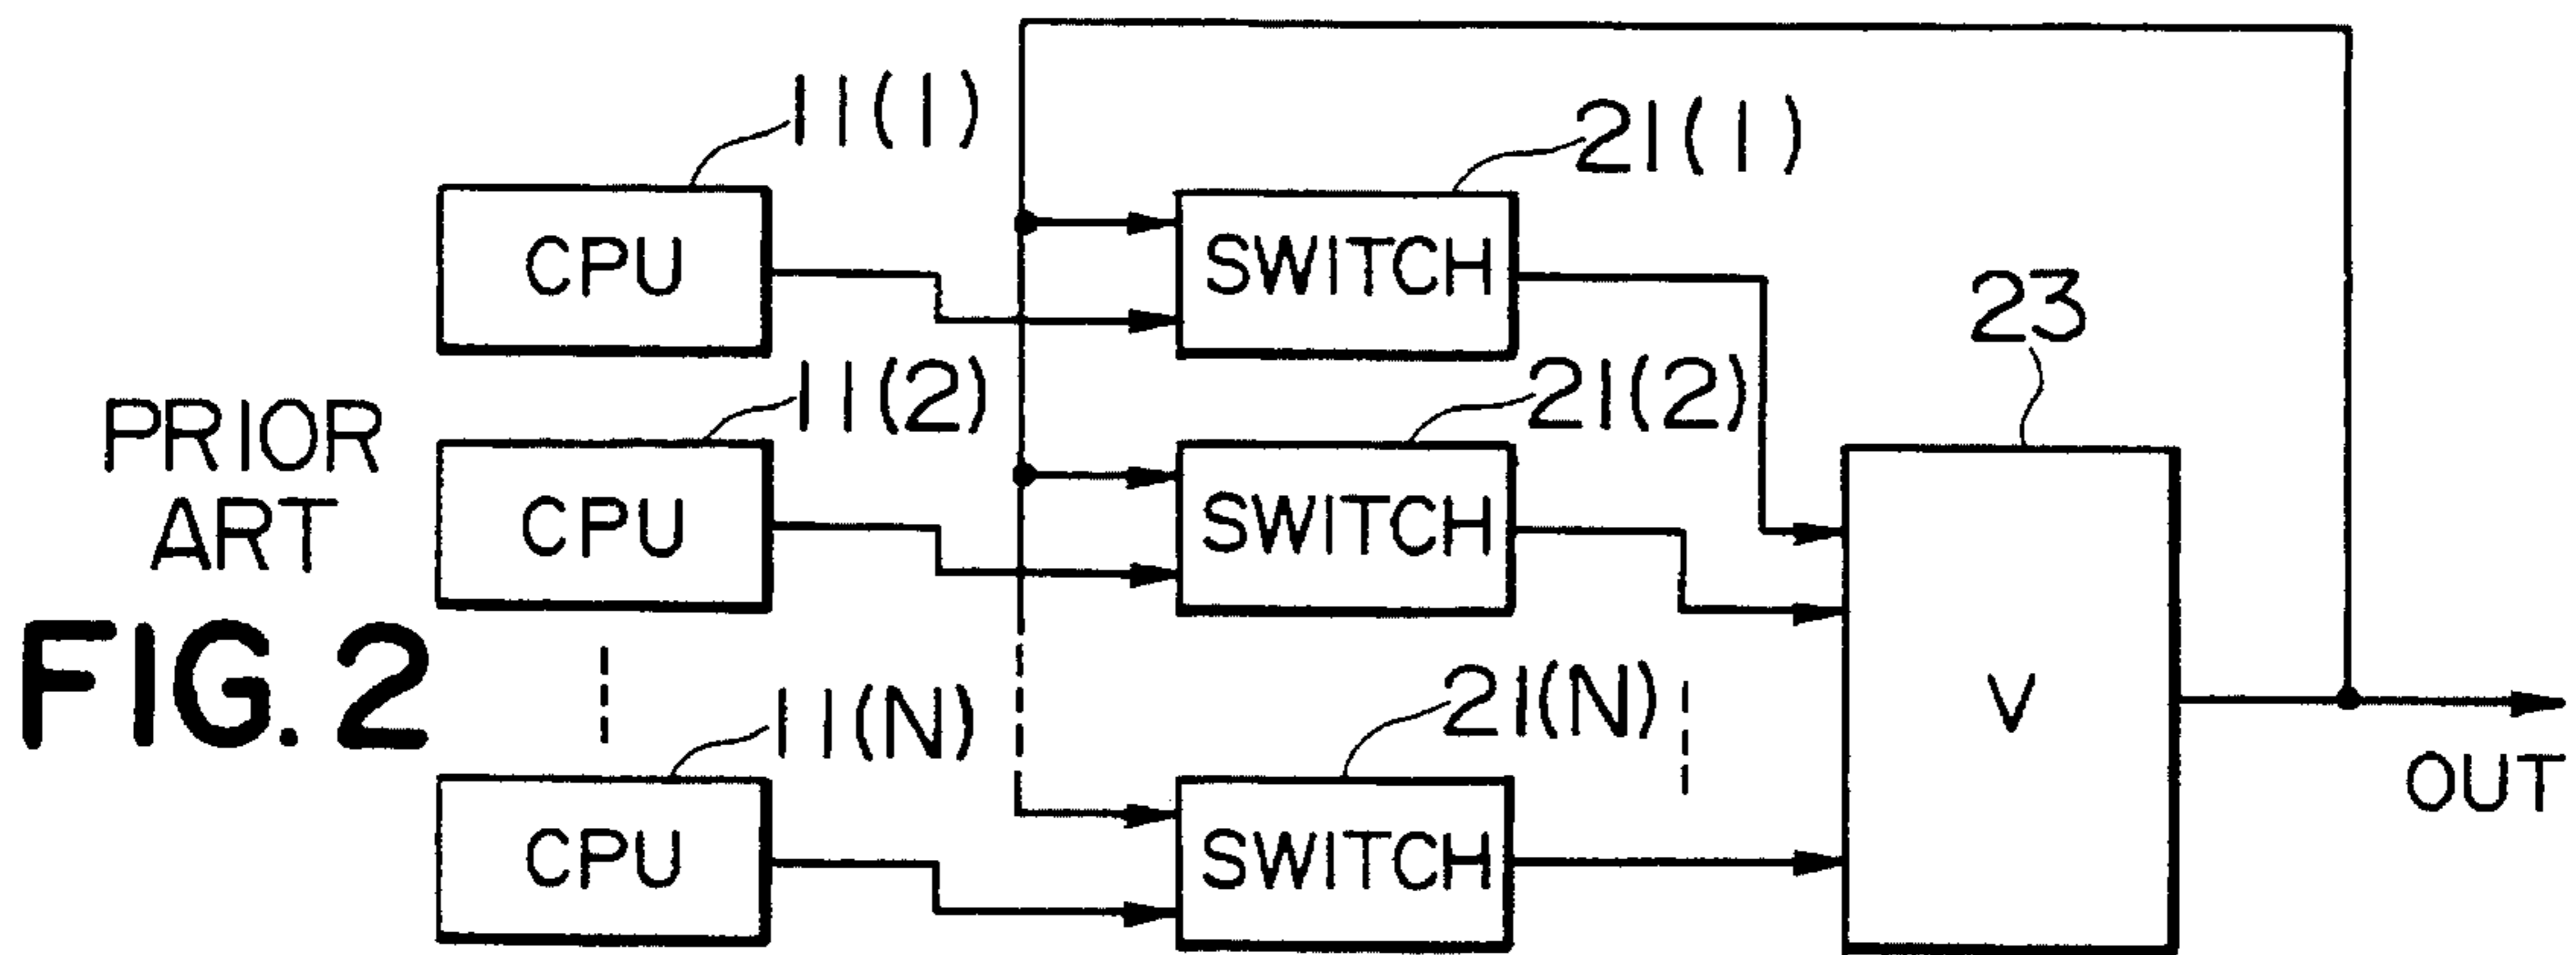 11(1)
21(1)
CPU
SWITCH
23
11(2)
21(2)
PRIOR
ART
CPU
SWITCH
FIG. 2
11(N)
21(N)
V
CPU
SWITCH
OUT